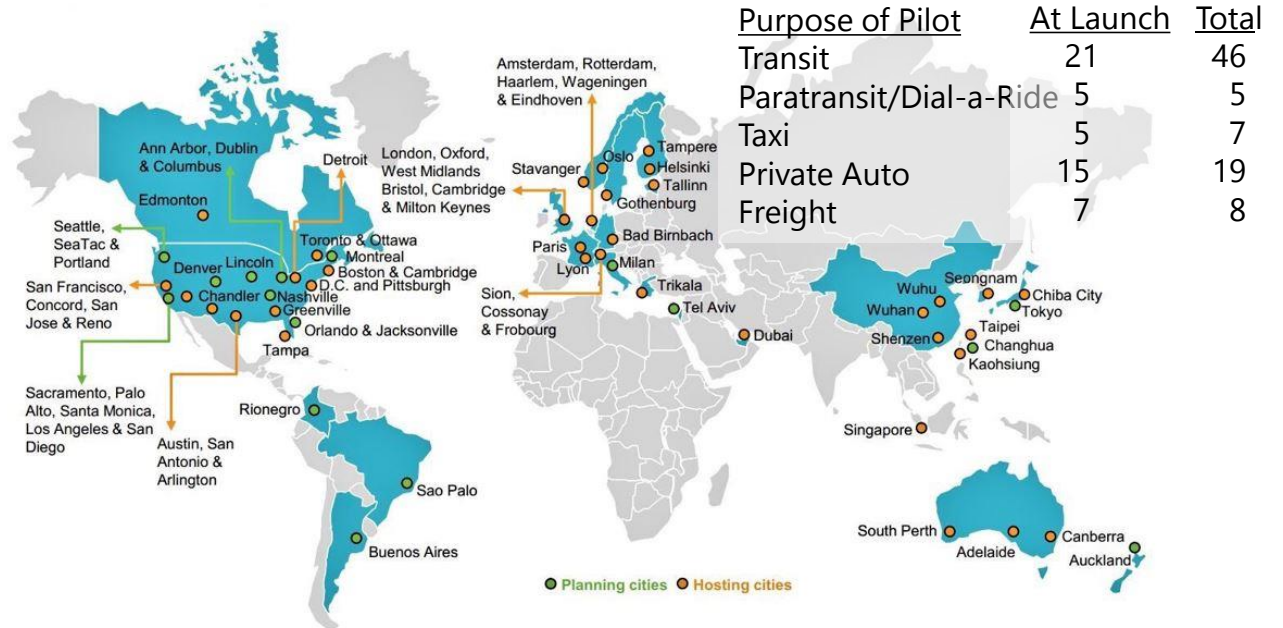 Purpose of Pilot At Launch Total
Transit 21 46
Paratransit/Dial-a-Ride 5 5
Taxi 5 7
Private Auto 15 19
Freight 7 8
Amsterdam, Rotterdam,
Haarlem, Wageningen
& Eindhoven
Ann Arbor, Dublin
& Columbus
Detroit
London, Oxford,
West Midlands
Bristol, Cambridge
& Milton Keynes
Edmonton
Seattle,
SeaTac &
Portland
San Francisco,
Concord, San
Jose & Reno
Denver
Lincoln
Toronto & Ottawa
Montreal
Boston & Cambridge
D.C. and Pittsburgh
Chandler
Nashville
Greenville
Orlando & Jacksonville
Tampa
Sacramento, Palo
Alto, Santa Monica,
Los Angeles & San
Diego
Austin, San
Antonio &
Arlington
Rionegro
Sao Palo
Buenos Aires
Stavanger
Oslo
Tampere
Helsinki
Tallinn
Gothenburg
Bad Birnbach
Paris
Lyon
Milan
Sion,
Cossonay
& Frobourg
Trikala
Tel Aviv
Dubai
Wuhu
Seongnam
Wuhan
Chiba City
Tokyo
Shenzen
Taipei
Changhua
Kaohsiung
Singapore
South Perth
Adelaide
Canberra
Auckland
Planning cities Hosting cities